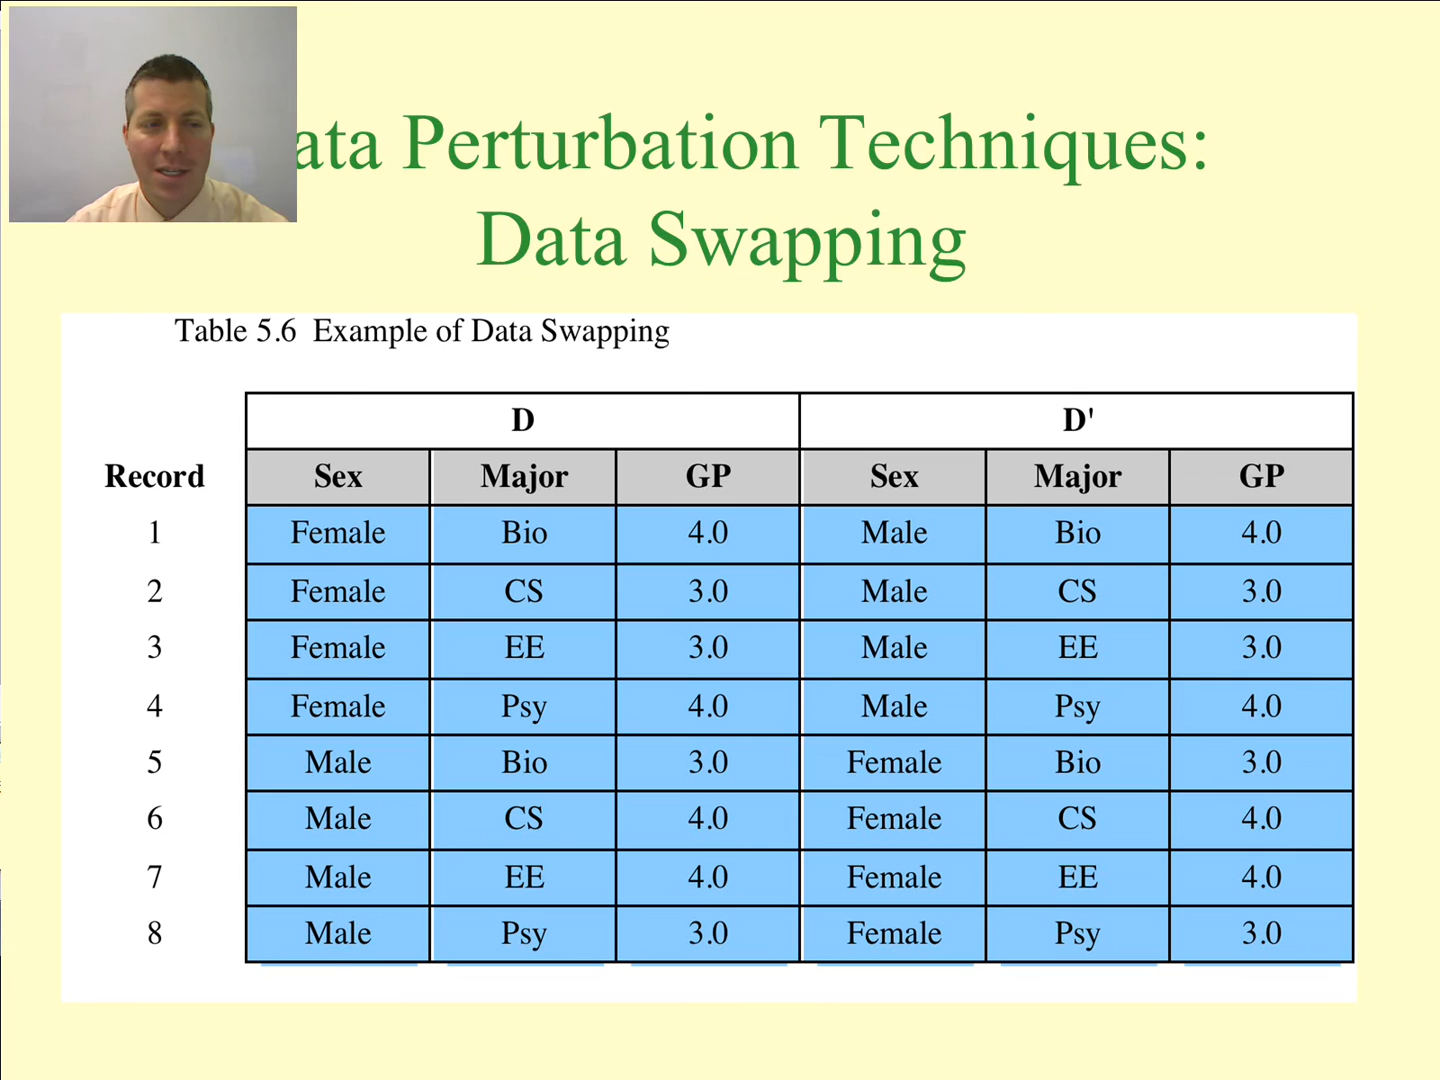 ata Perturbation Techniques:
Data Swapping
Table 5.6 Example of Data Swapping
D D'
Record Sex Major GP Sex Major GP
1 Female Bio 4.0 Male Bio 4.0
2 Female CS 3.0 Male CS 3.0
3 Female EE 3.0 Male EE 3.0
4 Female Psy 4.0 Male Psy 4.0
5 Male Bio 3.0 Female Bio 3.0
6 Male CS 4.0 Female CS 4.0
7 Male EE 4.0 Female EE 4.0
8 Male Psy 3.0 Female Psy 3.0